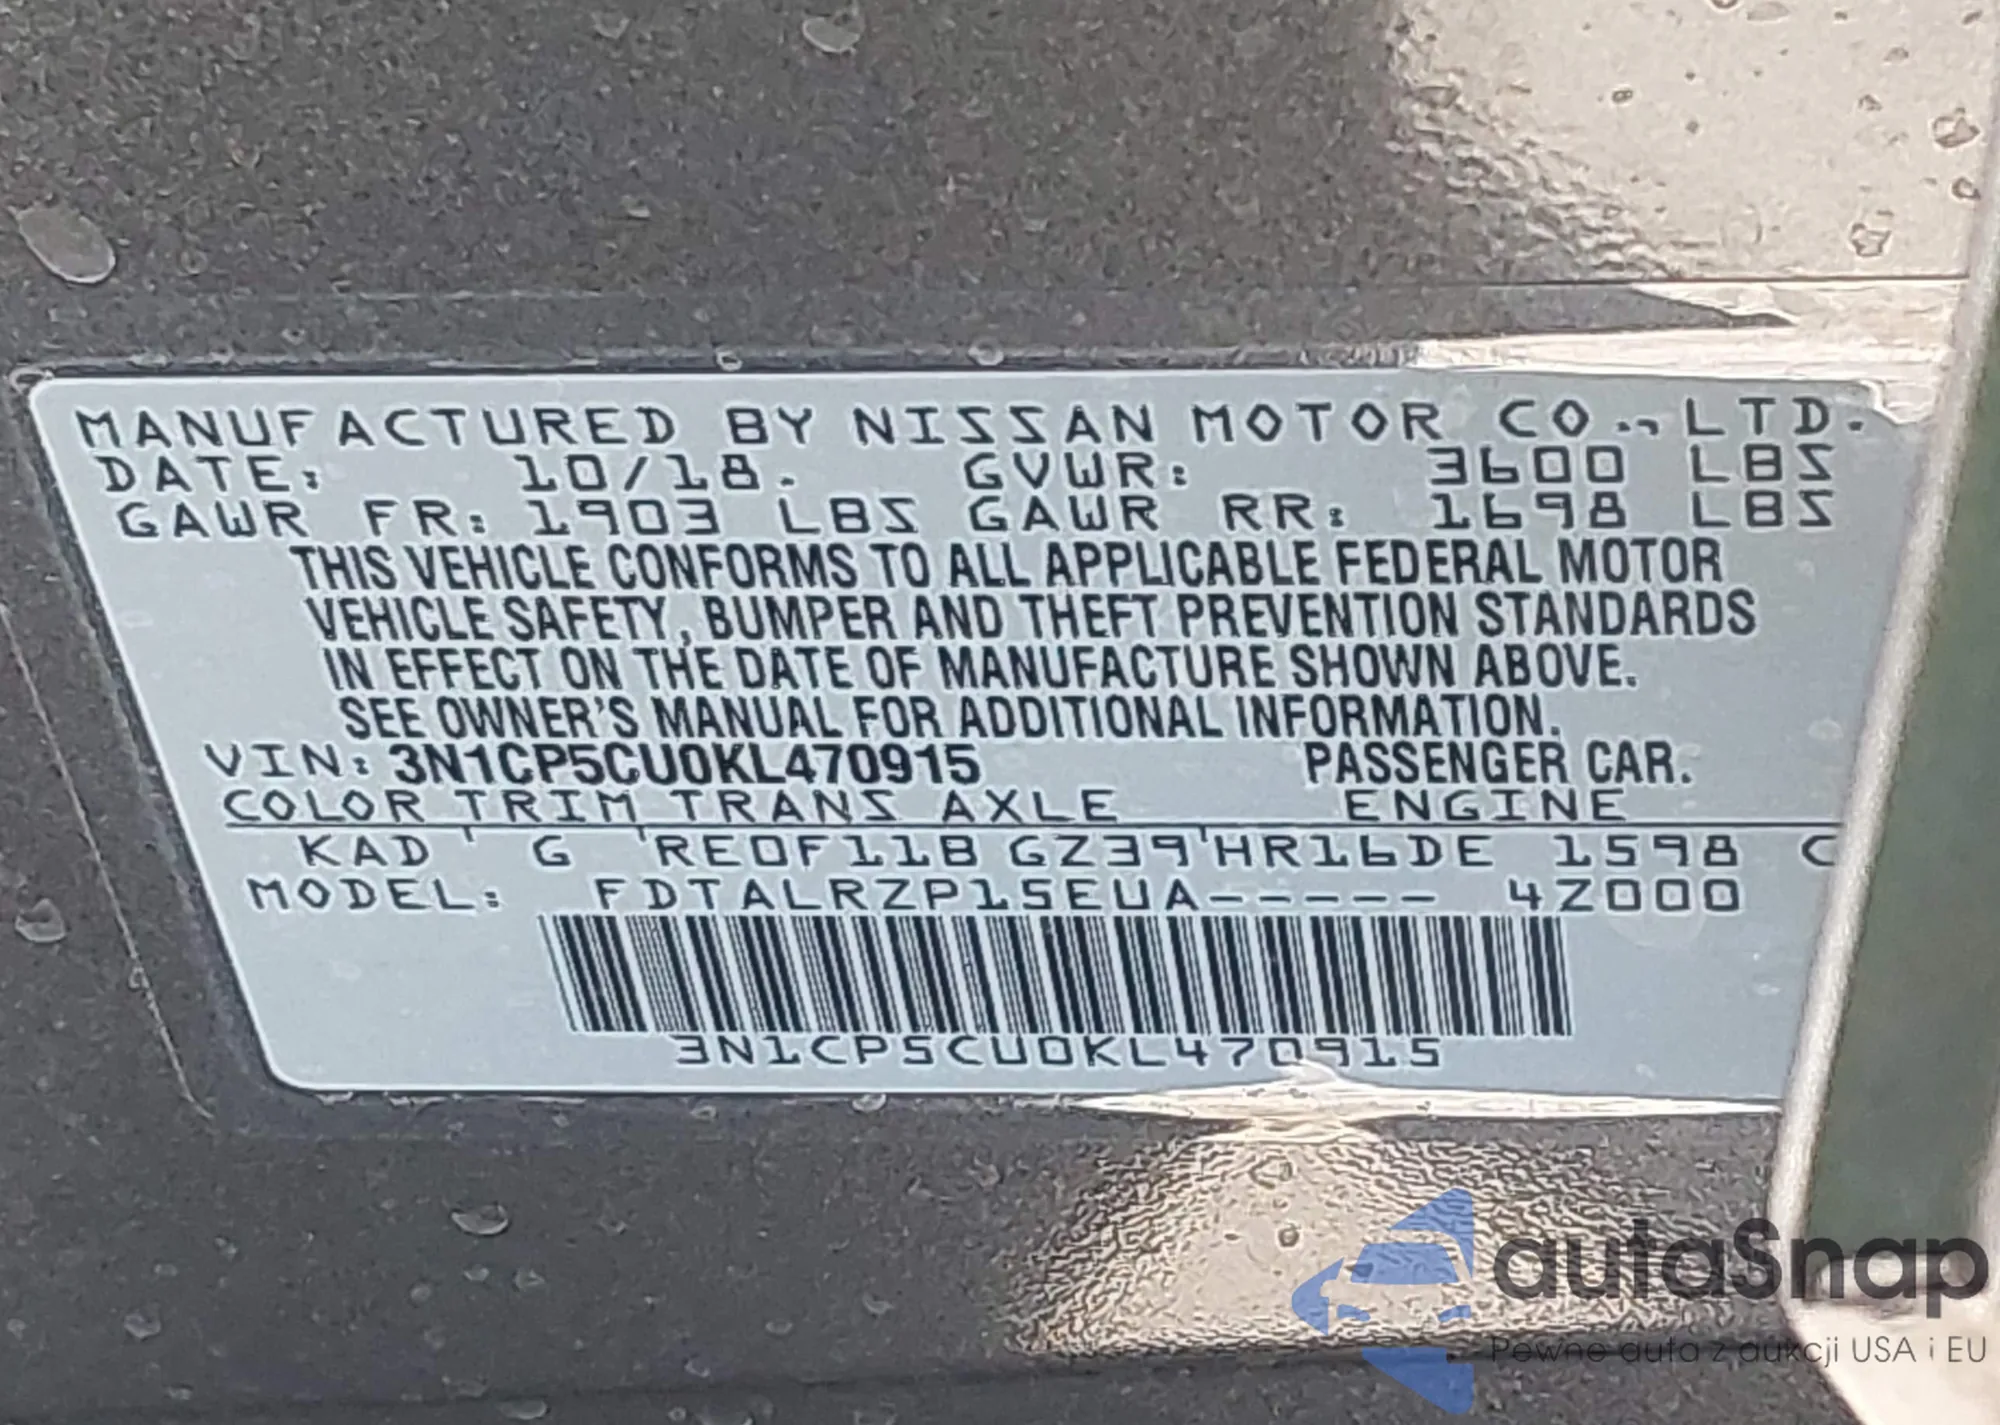 MANUFACTURED BY NISSAN MOTOR CO., LTD.
DATE: 10/18. GVWR: 3600 LBS
GAWR FR: 1903 LBS GAWR RR: 1698 LBS
THIS VEHICLE CONFORMS TO ALL APPLICABLE FEDERAL MOTOR
VEHICLE SAFETY, BUMPER AND THEFT PREVENTION STANDARDS
IN EFFECT ON THE DATE OF MANUFACTURE SHOWN ABOVE.
SEE OWNER'S MANUAL FOR ADDITIONAL INFORMATION.
VIN: 3N1CP5CU0KL470915 PASSENGER CAR.
COLOR TRIM TRANS AXLE ENGINE
KAD ' G 'RE0F11B GZ39'HR16DE 1598 C
MODEL: FDTALRZP15EUA----- 4Z000
3N1CP5CU0KL470915
autaSnap
Pewne auta z aukcji USA i EU